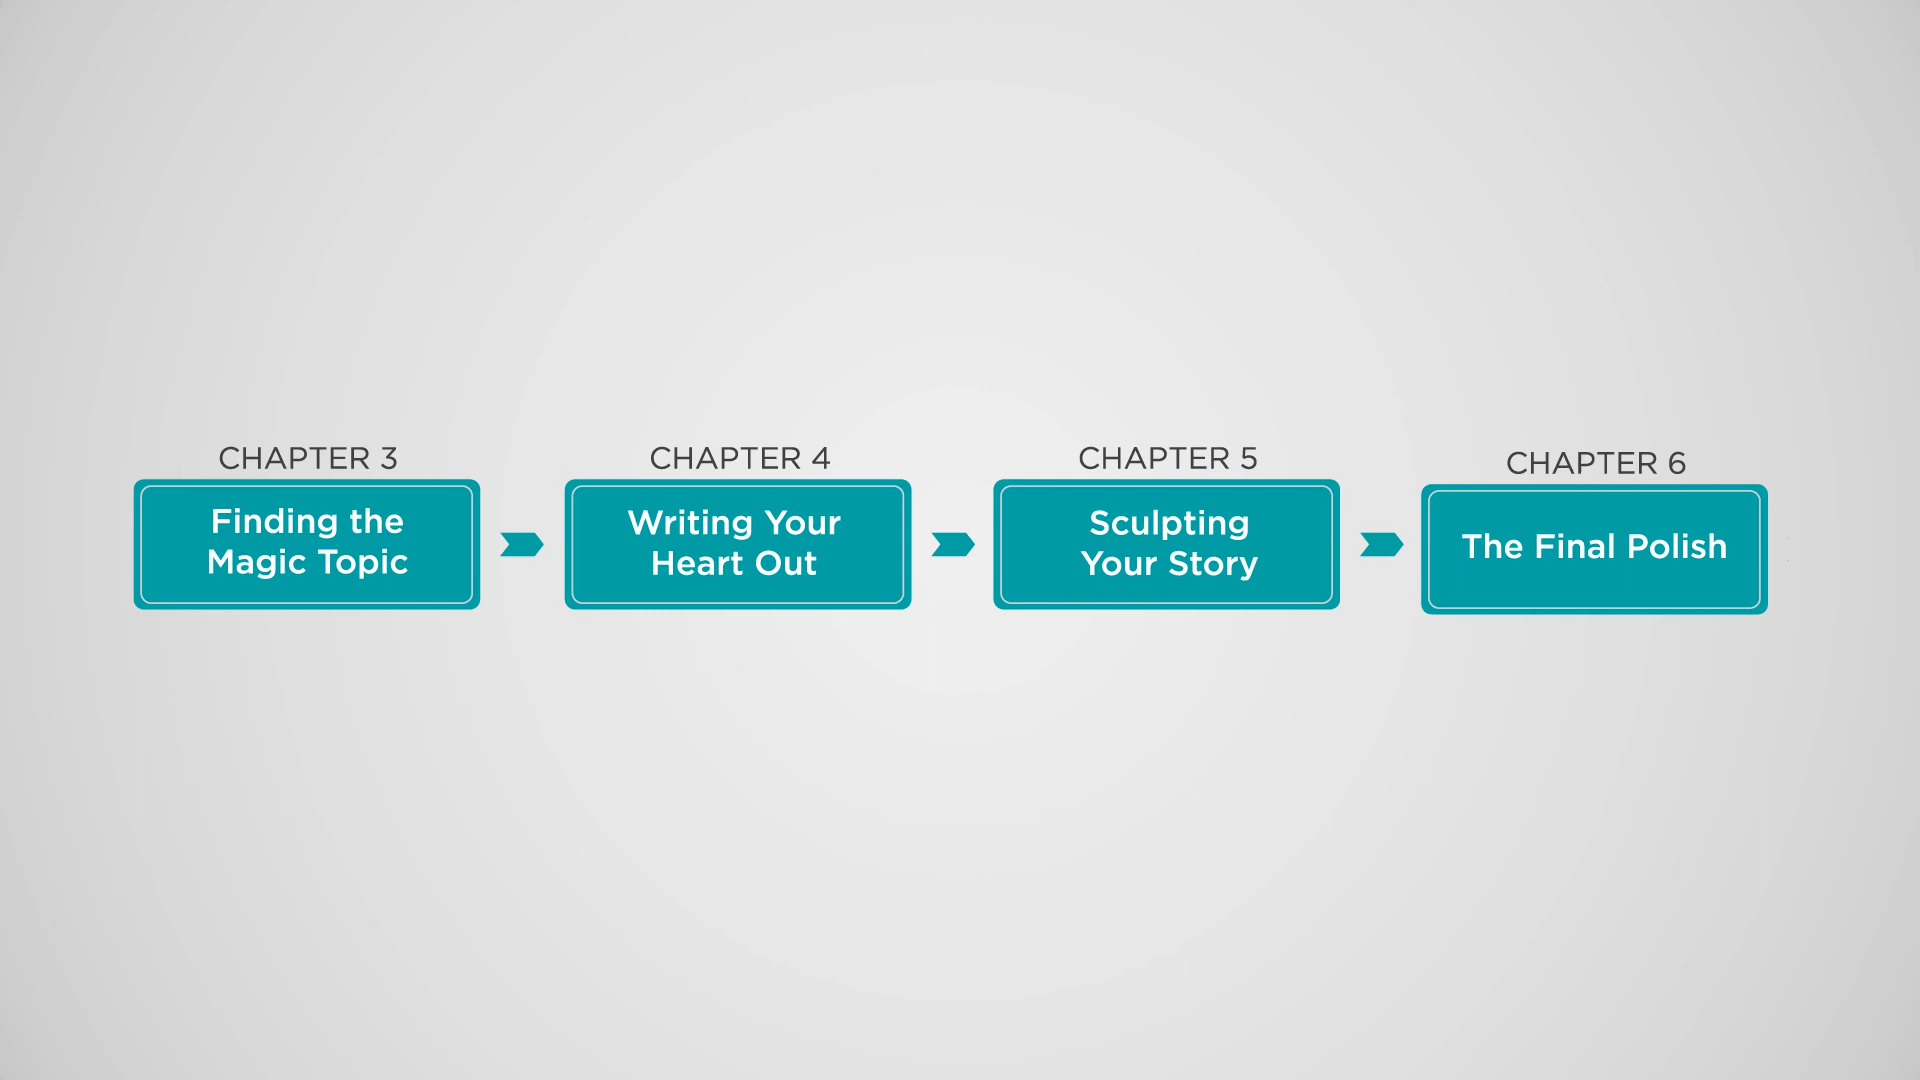 CHAPTER 3
Finding the
Magic Topic
CHAPTER 4
Writing Your
Heart Out
CHAPTER 5
Sculpting
Your Story
CHAPTER 6
The Final Polish